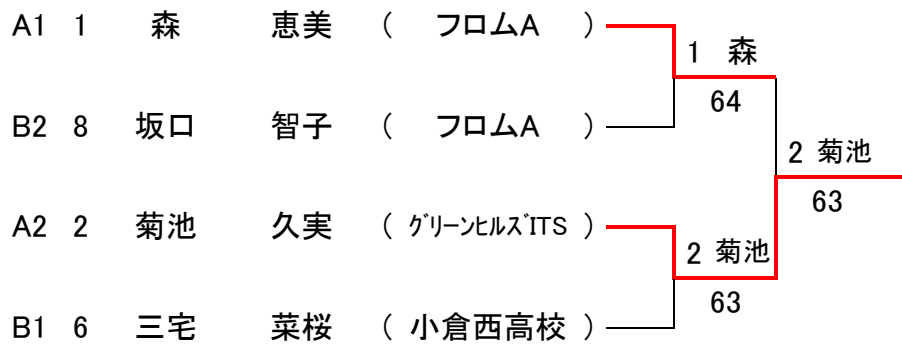 A1 1 森 恵美 ( フロムA )
1 森
64
B2 8 坂口 智子 ( フロムA )
2 菊池
63
A2 2 菊池 久実 ( グリーンヒルズITS )
2 菊池
63
B1 6 三宅 菜桜 ( 小倉西高校 )